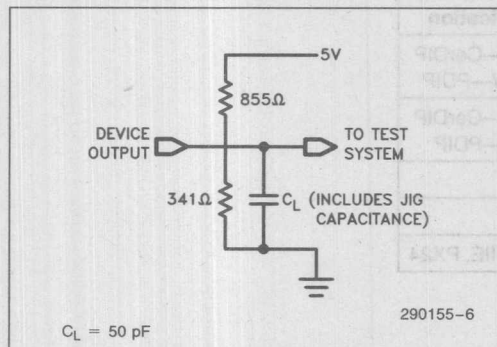 5V
855Ω
DEVICE
OUTPUT
TO TEST
SYSTEM
341Ω
C_L (INCLUDES JIG
CAPACITANCE)
290155-6
C_L = 50 pF